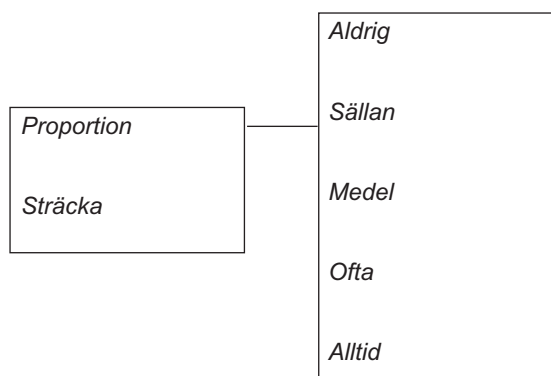 Proportion
Sträcka
Aldrig
Sällan
Medel
Ofta
Alltid